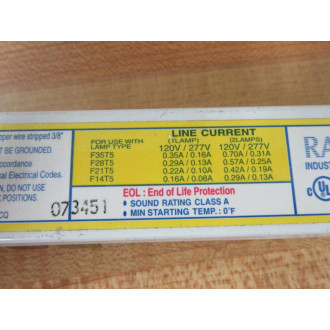 pper wire stripped 3/8"
T BE GROUNDED.
ccordance
al Electrical Codes.
N, DO NOT USE
POSITIONS.
CQ
073451
FOR USE WITH
LAMP TYPE
LINE CURRENT
(1LAMP) (2LAMPS)
120V / 277V 120V / 277V
F35T5 0.35A / 0.16A 0.70A / 0.31A
F28T5 0.29A / 0.13A 0.57A / 0.25A
F21T5 0.22A / 0.10A 0.42A / 0.19A
F14T5 0.16A / 0.08A 0.29A / 0.13A
EOL : End of Life Protection
• SOUND RATING CLASS A
• MIN STARTING TEMP.: 0°F
RA
INDUST
c UL